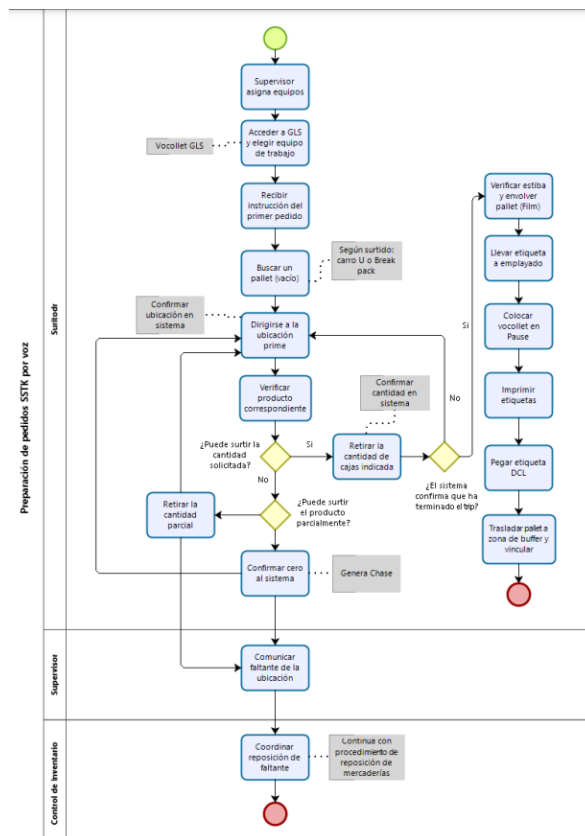 Preparación de pedidos SSTK por voz
Suritodr
Supervisor
asigna equipos
Vocollet GLS
Acceder a GLS
y elegir equipo
de trabajo
Recibir
instrucción del
primer pedido
Buscar un
pallet (vacío)
Según surtido:
carro U o Break
pack
Confirmar
ubicación en
sistema
Dirigirse a la
ubicación
prime
Verificar
producto
correspondiente
¿Puede surtir la
cantidad
solicitada?
Si
No
Confirmar
cantidad en
sistema
Retirar la
cantidad de
cajas indicada
¿El sistema
confirma que ha
terminado el trip?
No
Si
Retirar la
cantidad
parcial
¿Puede surtir
el producto
parcialmente?
Confirmar cero
al sistema
Genera Chase
Verificar estiba
y envolver
pallet (Film)
Llevar etiqueta
a emplayado
Colocar
vocollet en
Pause
Imprimir
etiquetas
Pegar etiqueta
DCL
Trasladar pallet a
zona de buffer y
vincular
Supervisor
Comunicar
faltante de la
ubicación
Control de Inventario
Coordinar
reposición de
faltante
Continua con
procedimiento de
reposición de
mercaderías